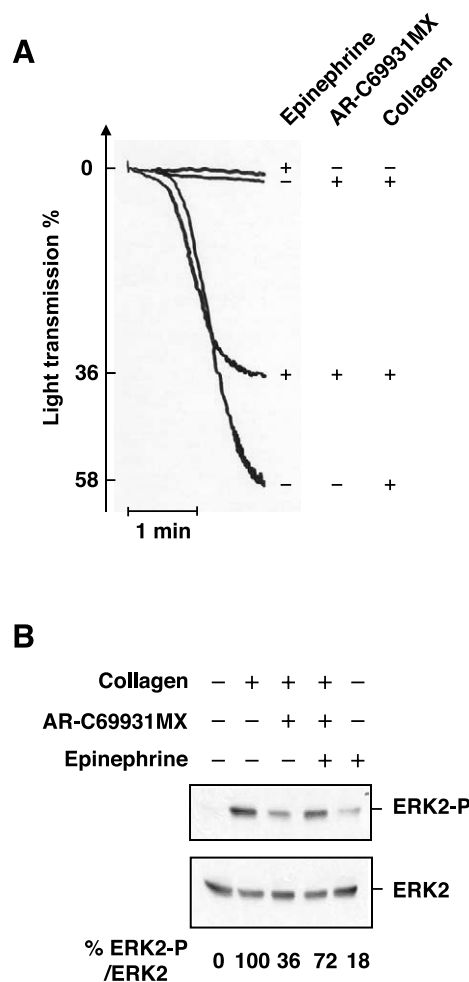 A
Epinephrine
AR-C69931MX
Collagen
Light transmission %
0
+ – –
– + +
36
+ + +
58
– – +
1 min
B
Collagen – + + + –
AR-C69931MX – – + + –
Epinephrine – – – + +
ERK2-P
ERK2
% ERK2-P
/ERK2 0 100 36 72 18